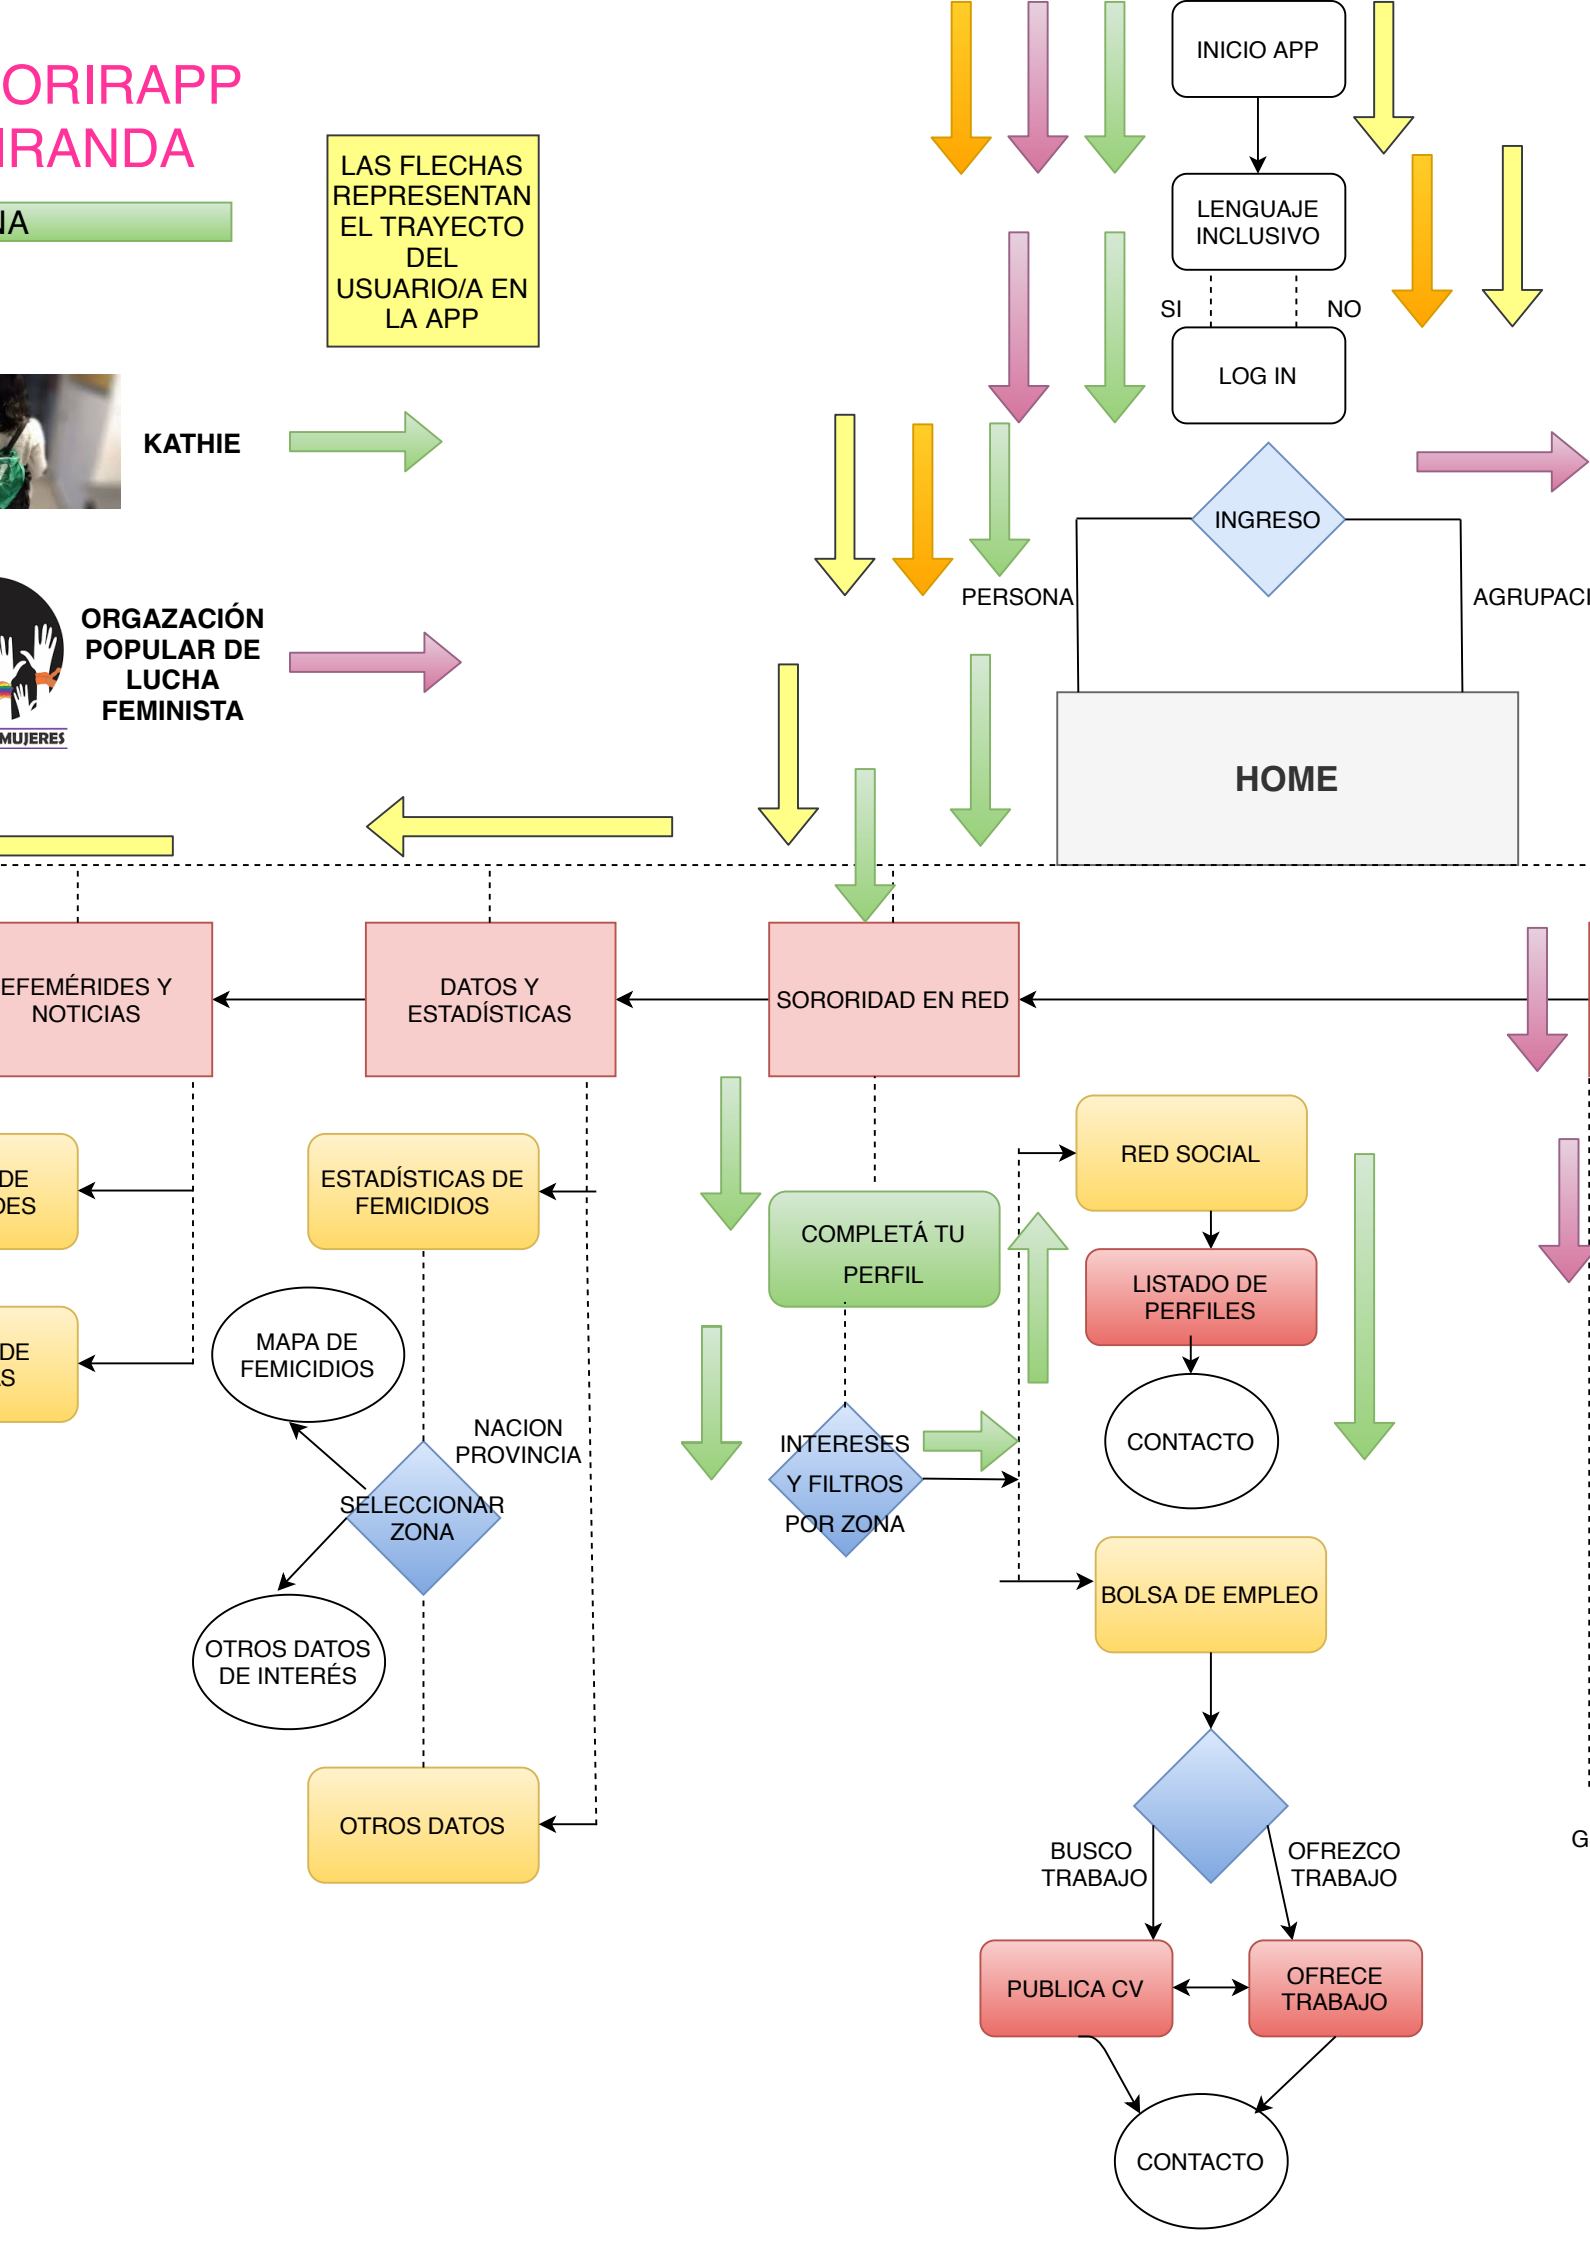 ORIRAPP
IRANDA
NA
LAS FLECHAS
REPRESENTAN
EL TRAYECTO
DEL
USUARIO/A EN
LA APP
KATHIE
ORGAZACIÓN
POPULAR DE
LUCHA
FEMINISTA
MUJERES
INICIO APP
LENGUAJE
INCLUSIVO
SI
NO
LOG IN
INGRESO
PERSONA
AGRUPACI
HOME
EFEMÉRIDES Y
NOTICIAS
DATOS Y
ESTADÍSTICAS
SORORIDAD EN RED
DE
DES
DE
AS
ESTADÍSTICAS DE
FEMICIDIOS
MAPA DE
FEMICIDIOS
NACION
PROVINCIA
SELECCIONAR
ZONA
OTROS DATOS
DE INTERÉS
OTROS DATOS
COMPLETÁ TU
PERFIL
INTERESES
Y FILTROS
POR ZONA
RED SOCIAL
LISTADO DE
PERFILES
CONTACTO
BOLSA DE EMPLEO
BUSCO
TRABAJO
OFREZCO
TRABAJO
PUBLICA CV
OFRECE
TRABAJO
CONTACTO
G